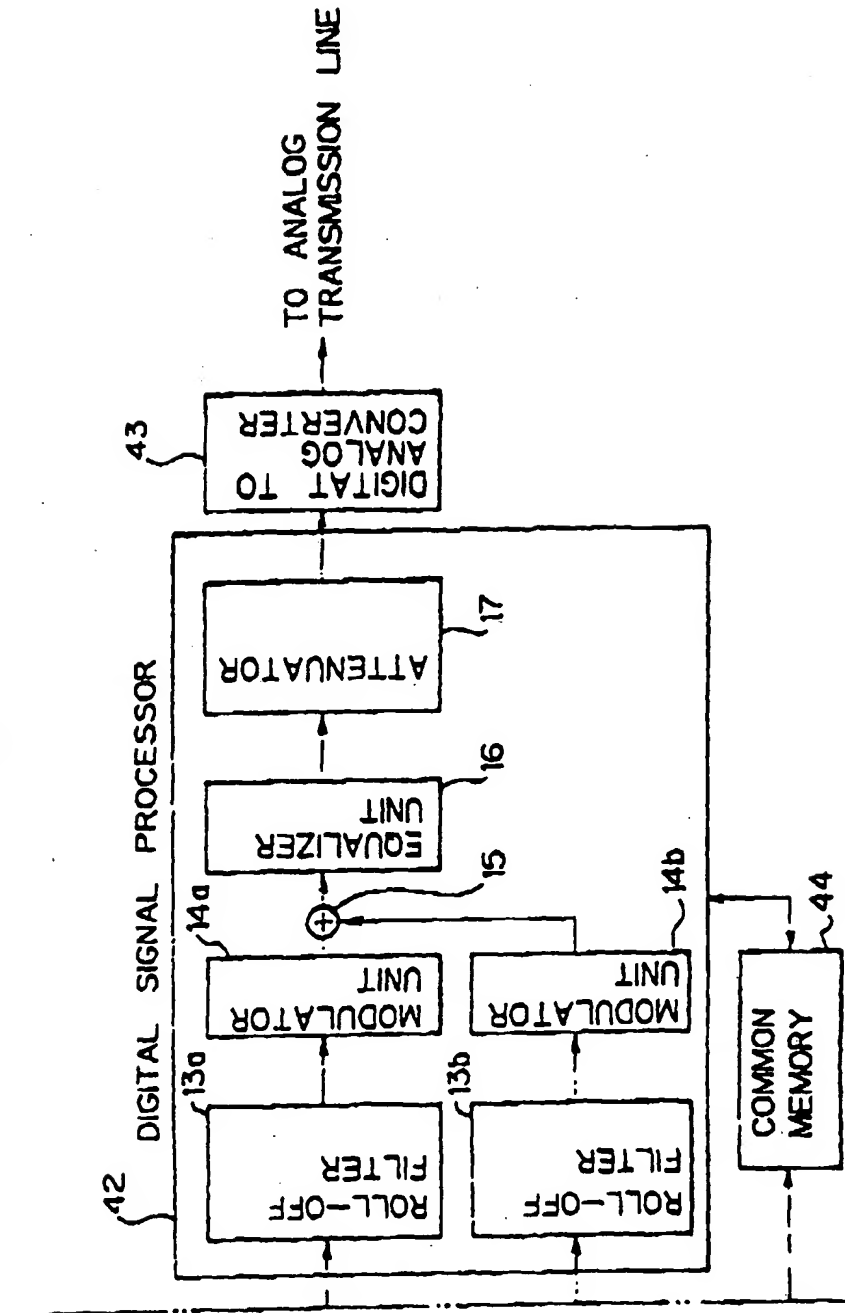 DIGITAL SIGNAL PROCESSOR
42
13a
ROLL-OFF
FILTER
14a
MODULATOR
UNIT
15
EQUALIZER
UNIT
16
ATTENUATOR
17
43
DIGITAT TO
ANALOG
CONVERTER
TO ANALOG
TRANSMISSION LINE
13b
ROLL-OFF
FILTER
MODULATOR
UNIT
14b
COMMON
MEMORY
44